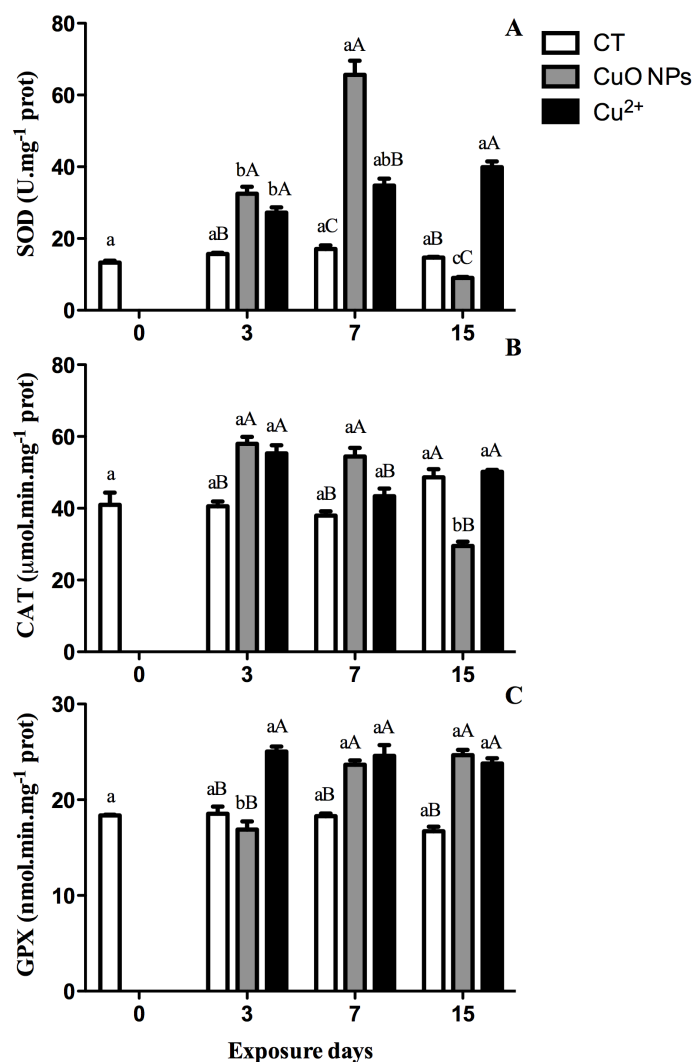 A
CT
CuO NPs
Cu²⁺
SOD (U.mg⁻¹ prot)
80
60
40
20
0
a
aB
bA
bA
aC
aA
abB
aB
cC
aA
0 3 7 15
B
CAT (μmol.min.mg⁻¹ prot)
80
60
40
20
0
a
aB
aA
aA
aB
aA
aB
aA
bB
aA
0 3 7 15
C
GPX (nmol.min.mg⁻¹ prot)
30
20
10
0
a
aB
bB
aA
aB
aA
aA
aB
aA
aA
0 3 7 15
Exposure days